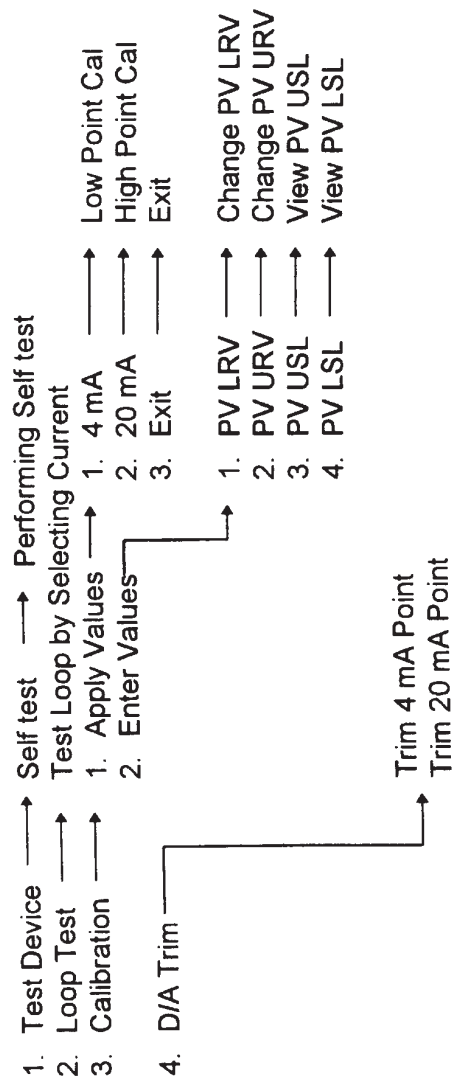 1. Test Device
Self test
Performing Self test
2. Loop Test
Test Loop by Selecting Current
3. Calibration
1. Apply Values
1. 4 mA
Low Point Cal
2. 20 mA
High Point Cal
3. Exit
Exit
2. Enter Values
1. PV LRV
Change PV LRV
2. PV URV
Change PV URV
3. PV USL
View PV USL
4. PV LSL
View PV LSL
4. D/A Trim
Trim 4 mA Point
Trim 20 mA Point